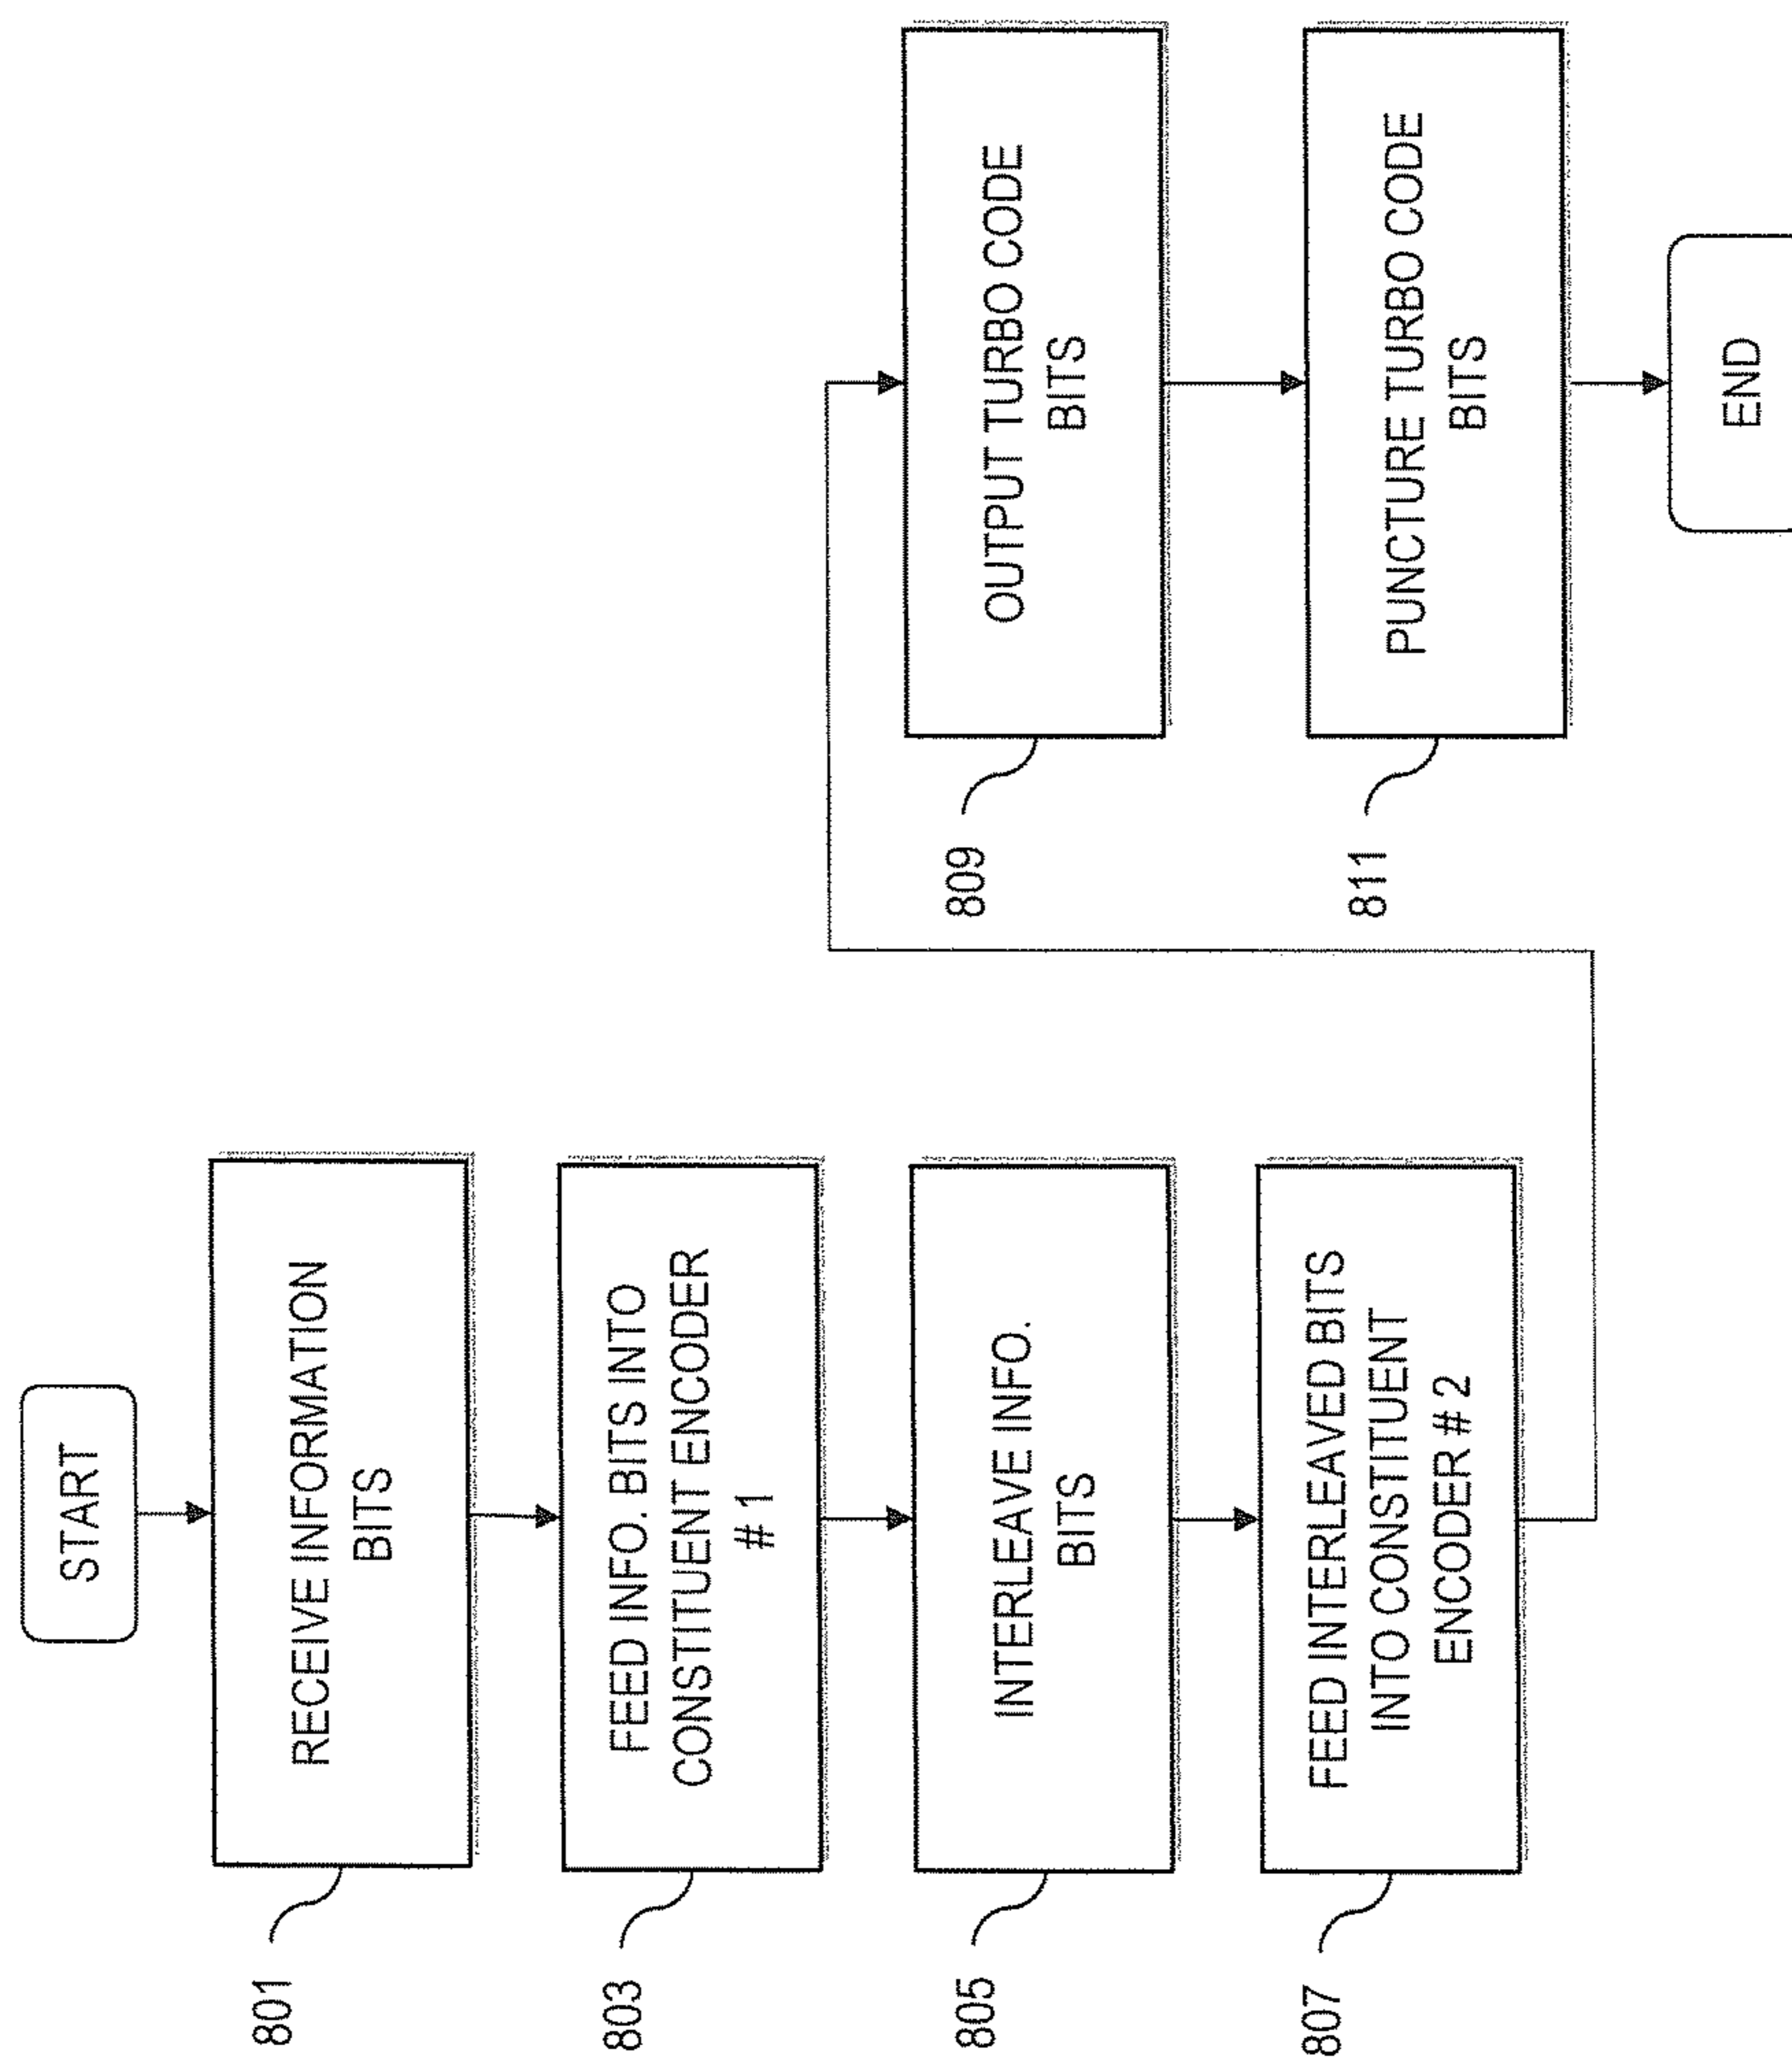 START
801
RECEIVE INFORMATION
BITS
803
FEED INFO. BITS INTO
CONSTITUENT ENCODER
# 1
805
INTERLEAVE INFO.
BITS
807
FEED INTERLEAVED BITS
INTO CONSTITUENT
ENCODER # 2
809
OUTPUT TURBO CODE
BITS
811
PUNCTURE TURBO CODE
BITS
END